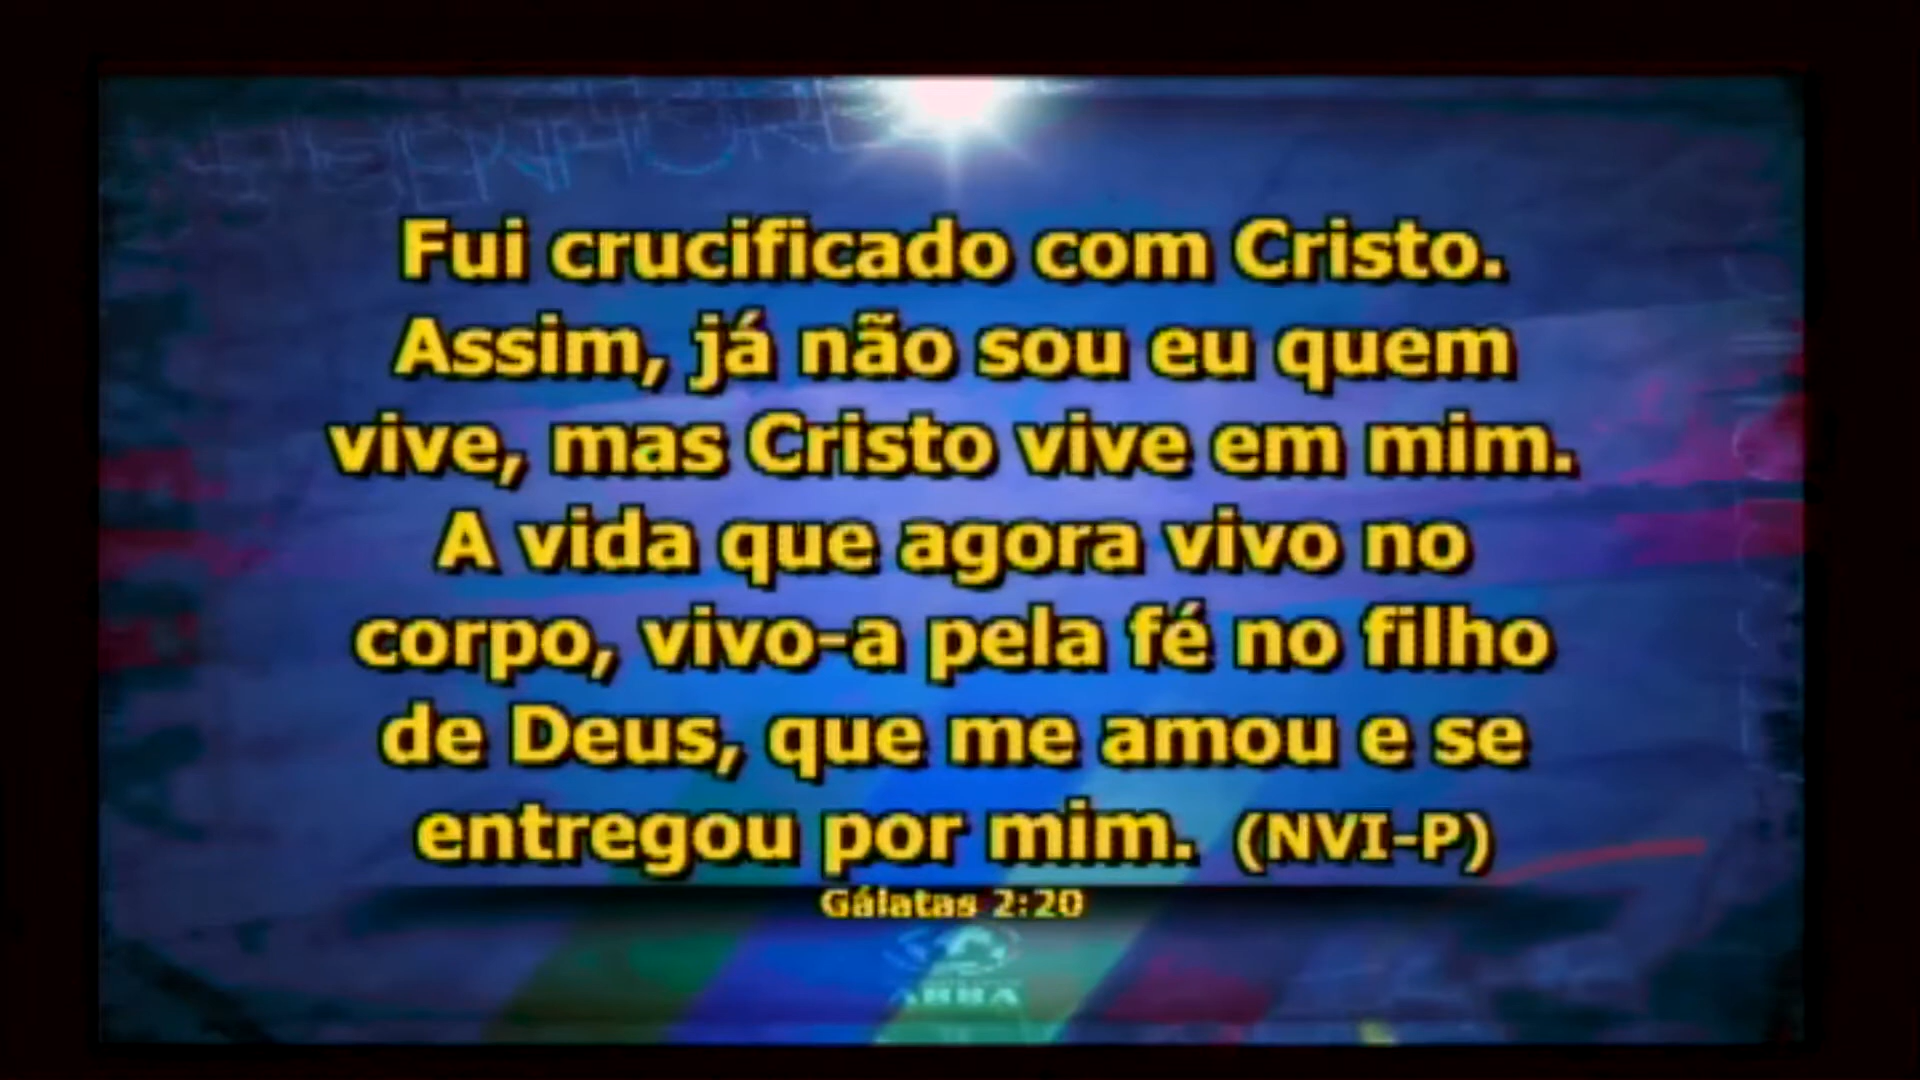 Fui crucificado com Cristo.
Assim, já não sou eu quem
vive, mas Cristo vive em mim.
A vida que agora vivo no
corpo, vivo-a pela fé no filho
de Deus, que me amou e se
entregou por mim. (NVI-P)
Gálatas 2:20
ABBA